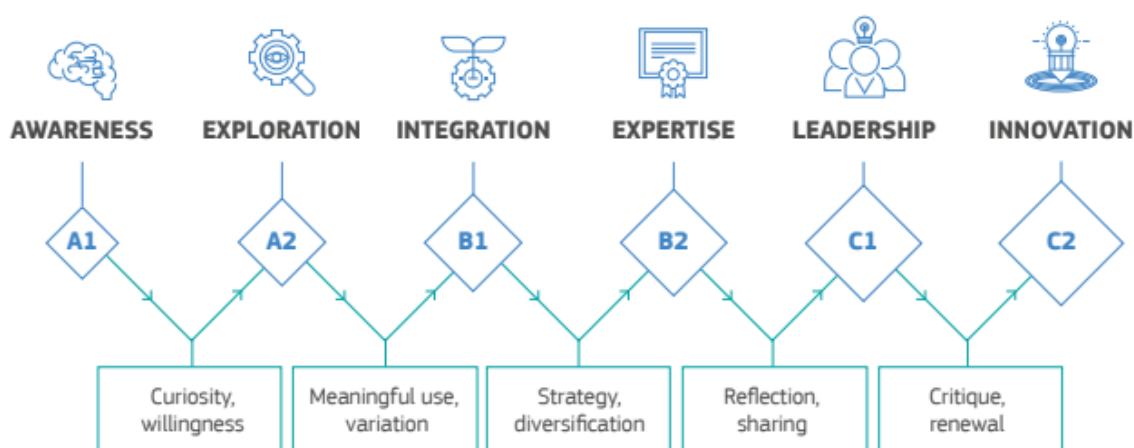 AWARENESS
EXPLORATION
INTEGRATION
EXPERTISE
LEADERSHIP
INNOVATION
A1
A2
B1
B2
C1
C2
Curiosity,
willingness
Meaningful use,
variation
Strategy,
diversification
Reflection,
sharing
Critique,
renewal